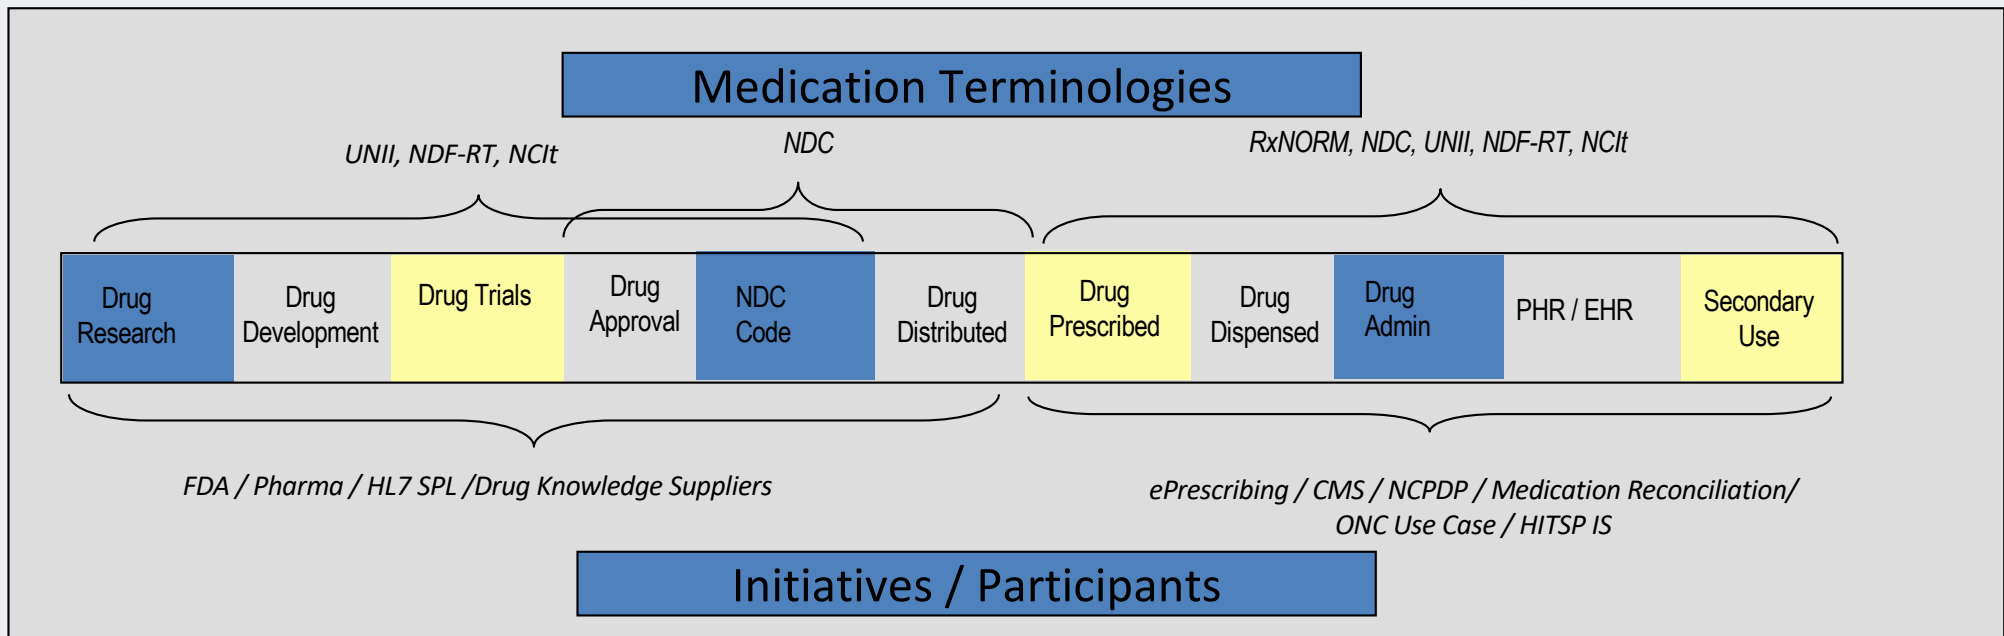 Medication Terminologies
UNII, NDF-RT, NCIt
NDC
RxNORM, NDC, UNII, NDF-RT, NCIt
Drug
Research
Drug
Development
Drug Trials
Drug
Approval
NDC
Code
Drug
Distributed
Drug
Prescribed
Drug
Dispensed
Drug
Admin
PHR / EHR
Secondary
Use
FDA / Pharma / HL7 SPL /Drug Knowledge Suppliers
ePrescribing / CMS / NCPDP / Medication Reconciliation/
ONC Use Case / HITSP IS
Initiatives / Participants